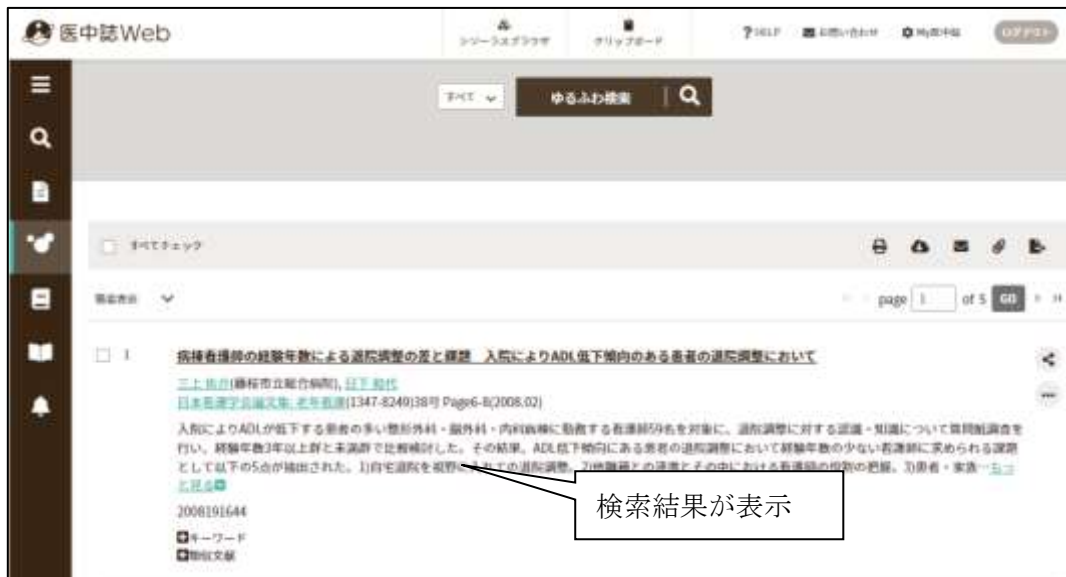 医中誌Web
シソーラスブラウザ
クリップボード
?HELP お問い合わせ My医中誌 ログアウト
すべて ゆるふわ検索
すべてチェック
page 1 of 5 GO
1 病棟看護師の経験年数による退院調整の差と課題 入院によりADL低下傾向のある患者の退院調整において
(藤枝市立総合病院),
日本看護学会論文集: 老年看護(1347-8249)38号 Page6-8(2008.02)
入院によりADLが低下する患者の多い整形外科・脳外科・内科病棟に勤務する看護師59名を対象に、退院調整に対する認識・知識について質問紙調査を
行い、経験年数3年以上群と未満群で比較検討した。その結果、ADL低下傾向にある患者の退院調整において経験年数の少ない看護師に求められる課題
として以下の5点が抽出された。1)自宅退院を視野に入れての退院調整。2)他職種との連携とその中における看護師の役割の把握。3)患者・家族…もっ
と見る
2008191644
キーワード
類似文献
検索結果が表示